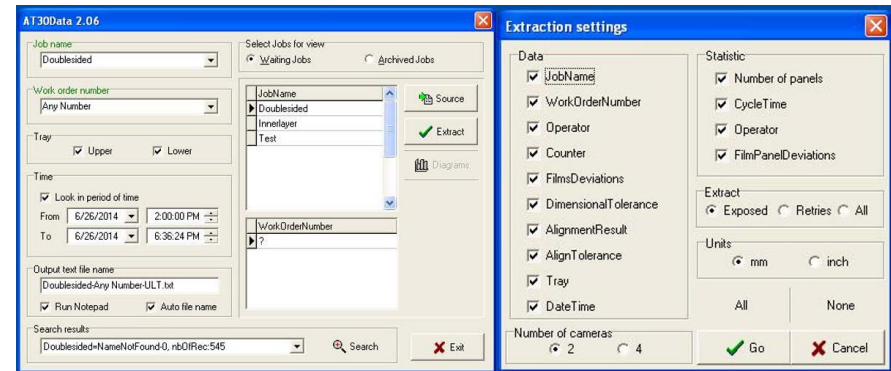 AT30Data 2.06
Job name
Doublesided
Work order number
Any Number
Tray
Upper Lower
Time
Look in period of time
From 6/26/2014 2:00:00 PM
To 6/26/2014 6:36:24 PM
Output text file name
Doublesided-Any Number-ULT.txt
Run Notepad Auto file name
Search results
Doublesided=NameNotFound-0, nbOfRec:545
Search
Exit
Select Jobs for view
Waiting Jobs Archived Jobs
JobName
Doublesided
Innerlayer
Test
Source
Extract
Diagrams
WorkOrderNumber
?
Extraction settings
Data
JobName
WorkOrderNumber
Operator
Counter
FilmsDeviations
DimensionalTolerance
AlignmentResult
AlignTolerance
Tray
DateTime
Number of cameras
2 4
Statistic
Number of panels
CycleTime
Operator
FilmPanelDeviations
Extract
Exposed Retries All
Units
mm inch
All None
Go Cancel